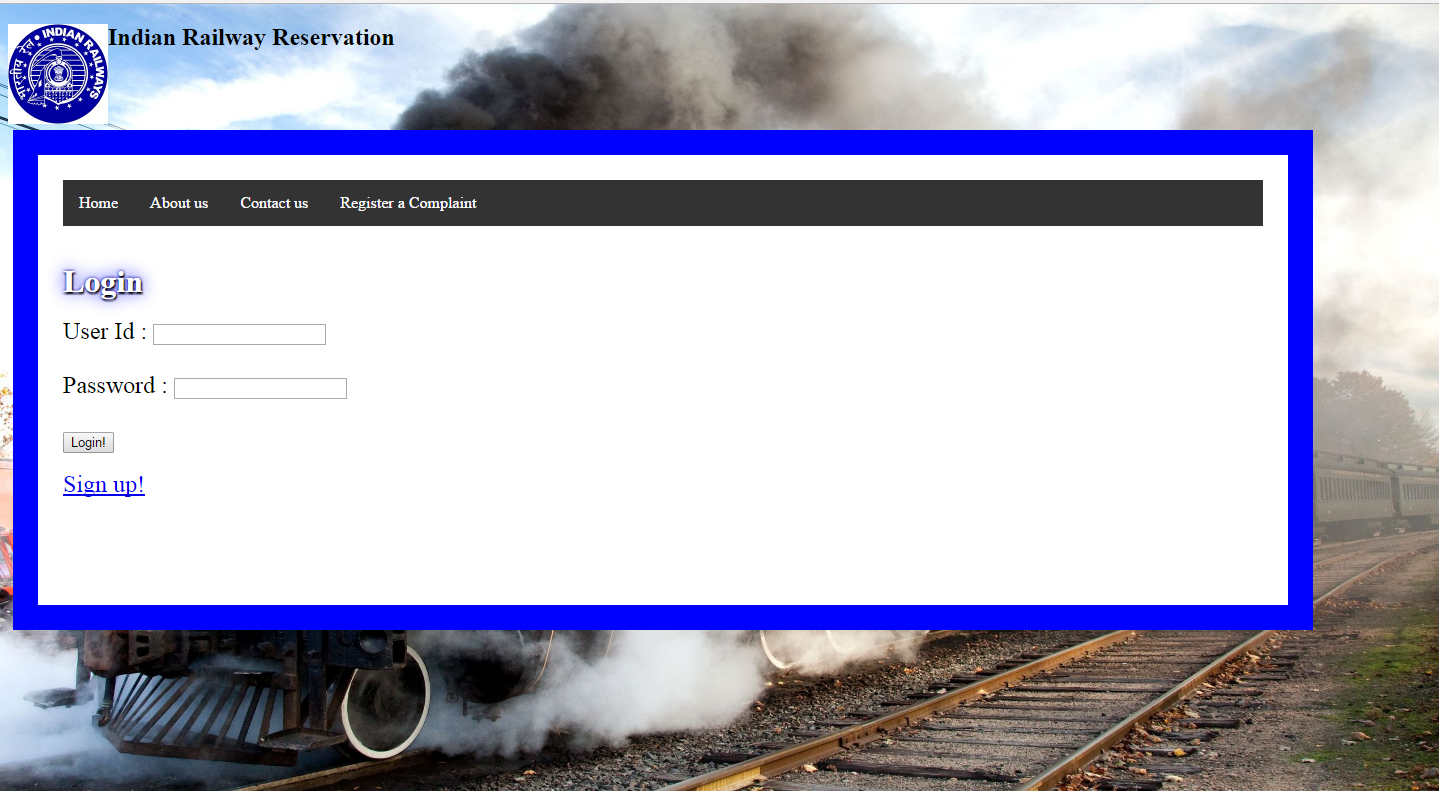 INDIAN RAILWAYS
भारतीय रेल
Indian Railway Reservation
Home About us Contact us Register a Complaint
Login
User Id :
Password :
Login!
Sign up!